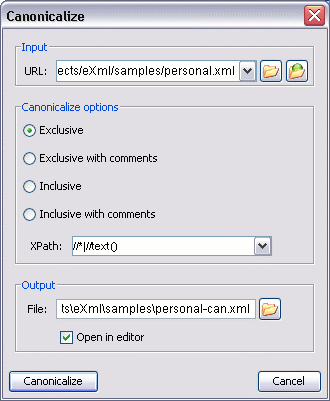 Canonicalize
Input
URL: ects/eXml/samples/personal.xml
Canonicalize options
Exclusive
Exclusive with comments
Inclusive
Inclusive with comments
XPath: //*|//text()
Output
File: ts\eXml\samples\personal-can.xml
Open in editor
Canonicalize Cancel